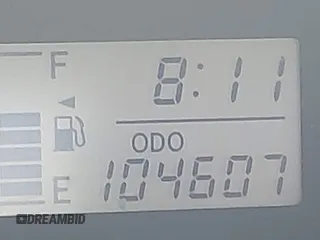 F
8:11
ODO
E
104607
DREAMBID